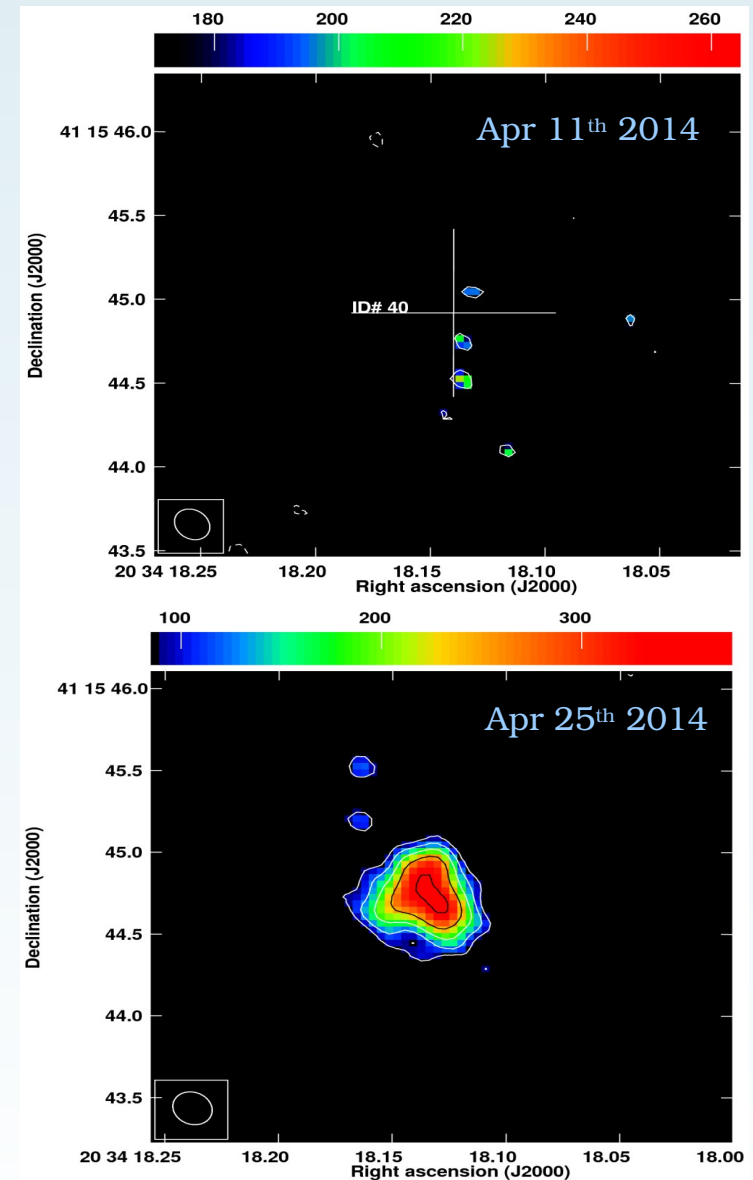 180 200 220 240 260
Apr 11th 2014
41 15 46.0
45.5
45.0
ID# 40
44.5
44.0
43.5
Declination (J2000)
20 34 18.25 18.20 18.15 18.10 18.05
Right ascension (J2000)
100 200 300
Apr 25th 2014
41 15 46.0
45.5
45.0
44.5
44.0
43.5
Declination (J2000)
20 34 18.25 18.20 18.15 18.10 18.05 18.00
Right ascension (J2000)